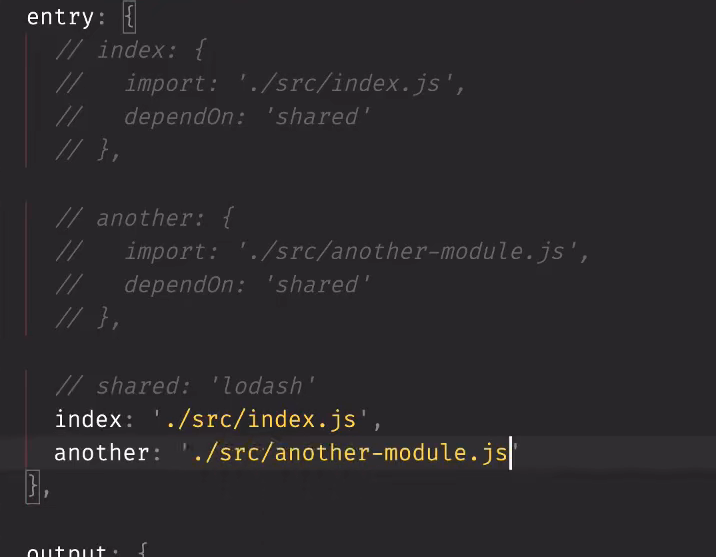 entry: {
// index: {
//   import: './src/index.js',
//   dependOn: 'shared'
// },
// another: {
//   import: './src/another-module.js',
//   dependOn: 'shared'
// },
// shared: 'lodash'
index: './src/index.js',
another: './src/another-module.js'
},
output: {